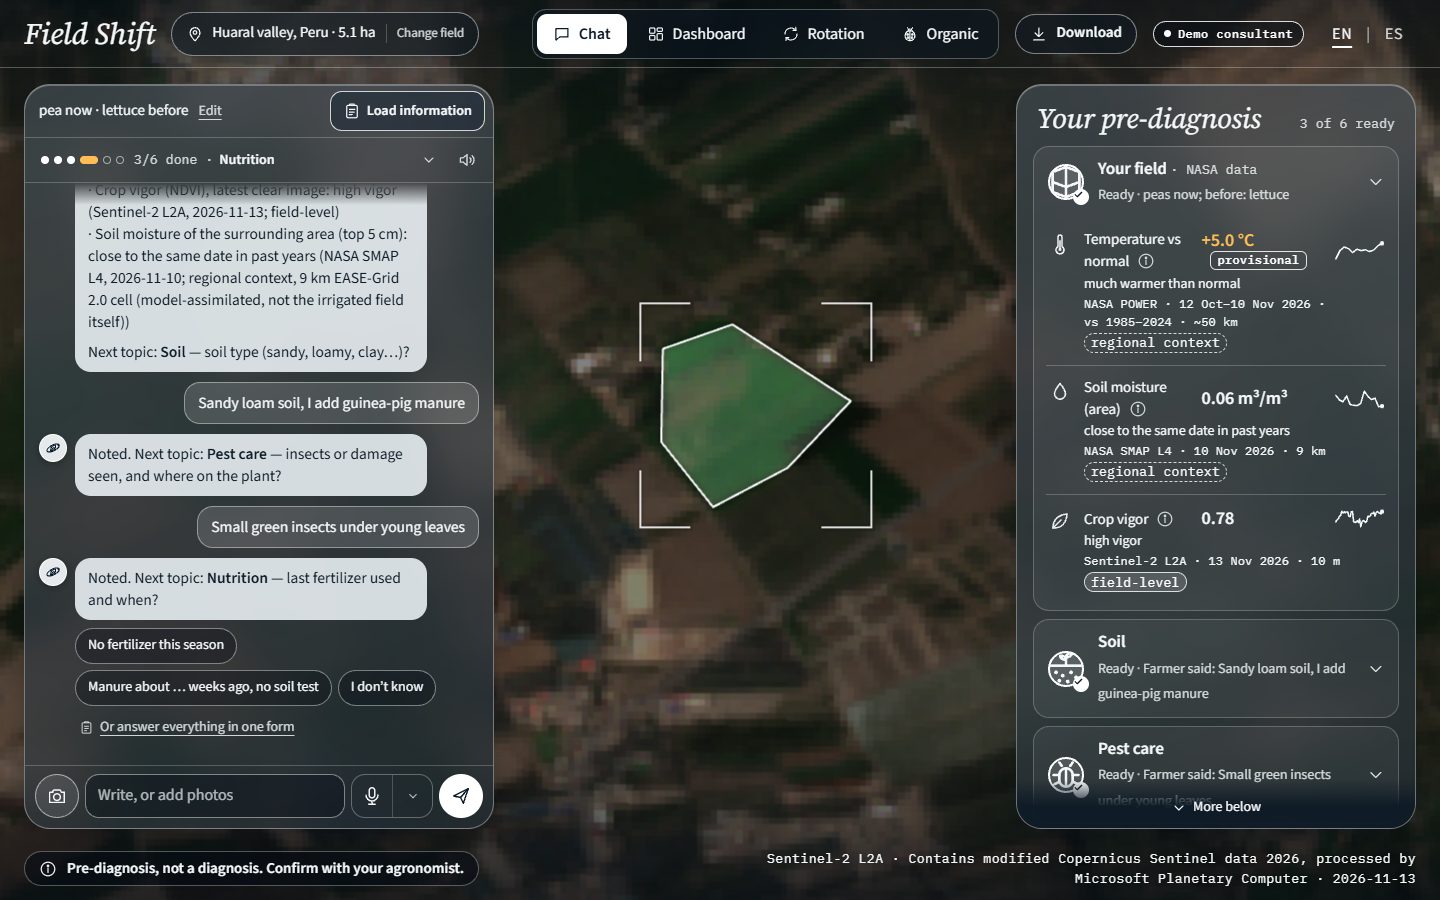 Field Shift
Huaral valley, Peru · 5.1 ha
Change field
Chat
Dashboard
Rotation
Organic
Download
Demo consultant
EN | ES
pea now · lettuce before Edit
Load information
3/6 done · Nutrition
· Crop vigor (NDVI), latest clear image: high vigor
(Sentinel-2 L2A, 2026-11-13; field-level)
· Soil moisture of the surrounding area (top 5 cm):
close to the same date in past years (NASA SMAP
L4, 2026-11-10; regional context, 9 km EASE-Grid
2.0 cell (model-assimilated, not the irrigated field
itself))
Next topic: Soil — soil type (sandy, loamy, clay…)?
Sandy loam soil, I add guinea-pig manure
Noted. Next topic: Pest care — insects or damage
seen, and where on the plant?
Small green insects under young leaves
Noted. Next topic: Nutrition — last fertilizer used
and when?
No fertilizer this season
Manure about … weeks ago, no soil test
I don't know
Or answer everything in one form
Write, or add photos
Pre-diagnosis, not a diagnosis. Confirm with your agronomist.
Your pre-diagnosis
3 of 6 ready
Your field · NASA data
Ready · peas now; before: lettuce
Temperature vs
normal
+5.0 °C
provisional
much warmer than normal
NASA POWER · 12 Oct–10 Nov 2026 ·
vs 1985–2024 · ~50 km
regional context
Soil moisture
(area)
0.06 m³/m³
close to the same date in past years
NASA SMAP L4 · 10 Nov 2026 · 9 km
regional context
Crop vigor
0.78
high vigor
Sentinel-2 L2A · 13 Nov 2026 · 10 m
field-level
Soil
Ready · Farmer said: Sandy loam soil, I add
guinea-pig manure
Pest care
Ready · Farmer said: Small green insects
under young leaves
More below
Sentinel-2 L2A · Contains modified Copernicus Sentinel data 2026, processed by
Microsoft Planetary Computer · 2026-11-13